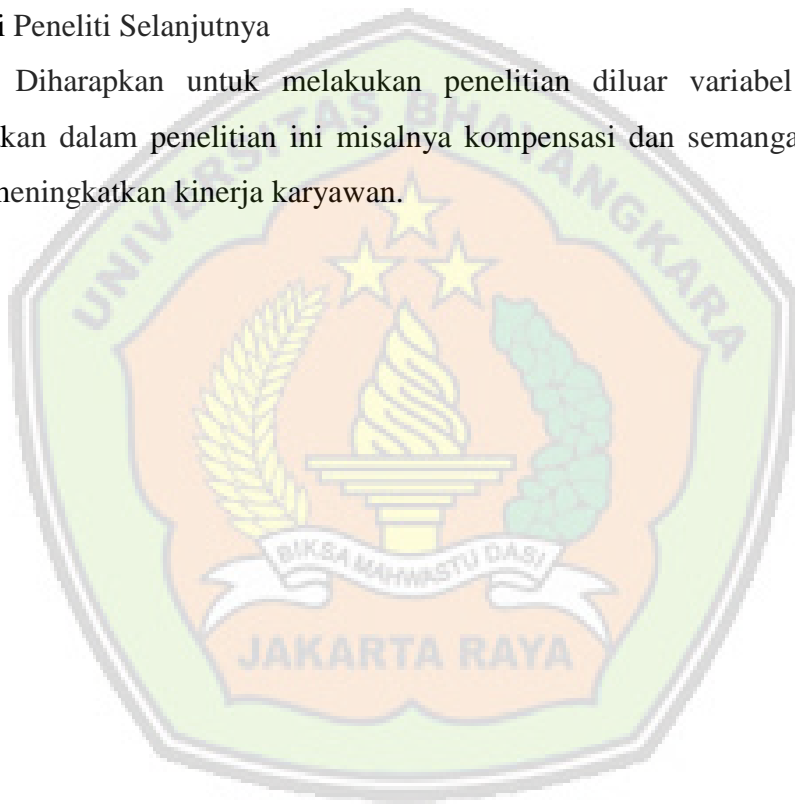 i Peneliti Selanjutnya
Diharapkan untuk melakukan penelitian diluar variabel
kan dalam penelitian ini misalnya kompensasi dan semanga
meningkatkan kinerja karyawan.
UNIVERSITAS BHAYANGKARA
BIKSA MAHWASTU DASI
JAKARTA RAYA